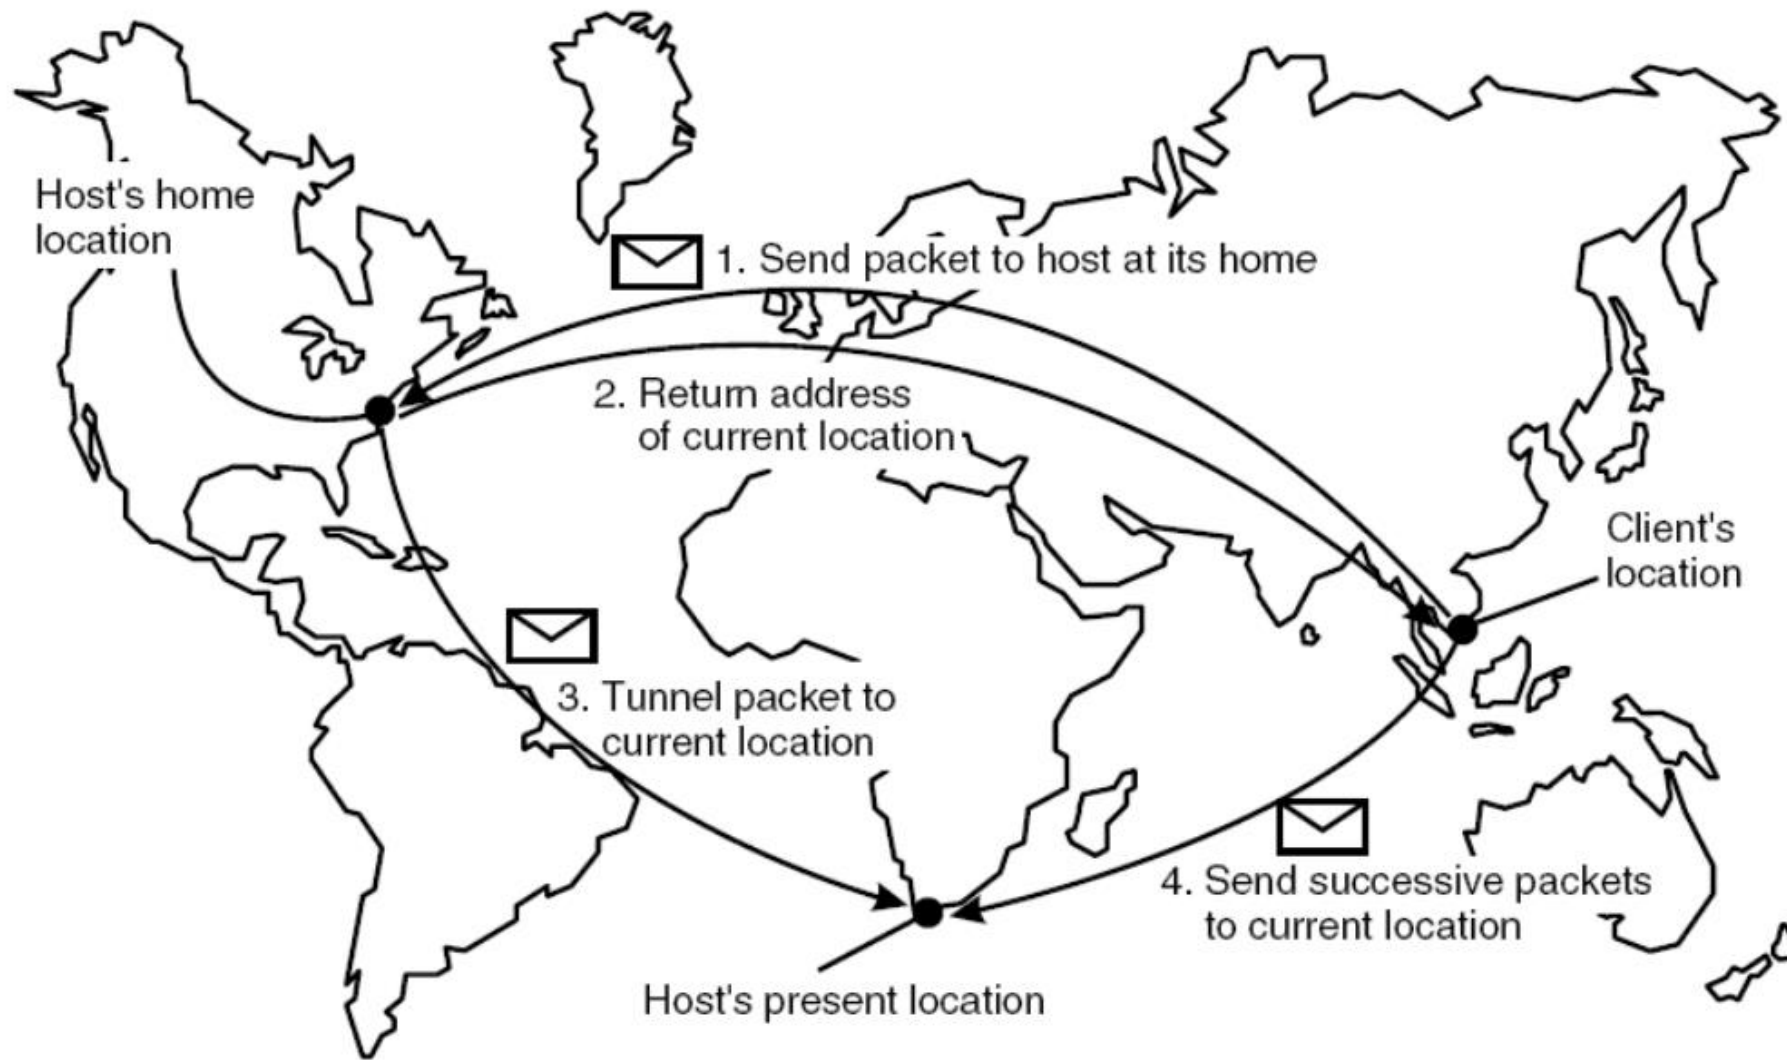 Host's home
location
1. Send packet to host at its home
2. Return address
of current location
Client's
location
3. Tunnel packet to
current location
4. Send successive packets
to current location
Host's present location